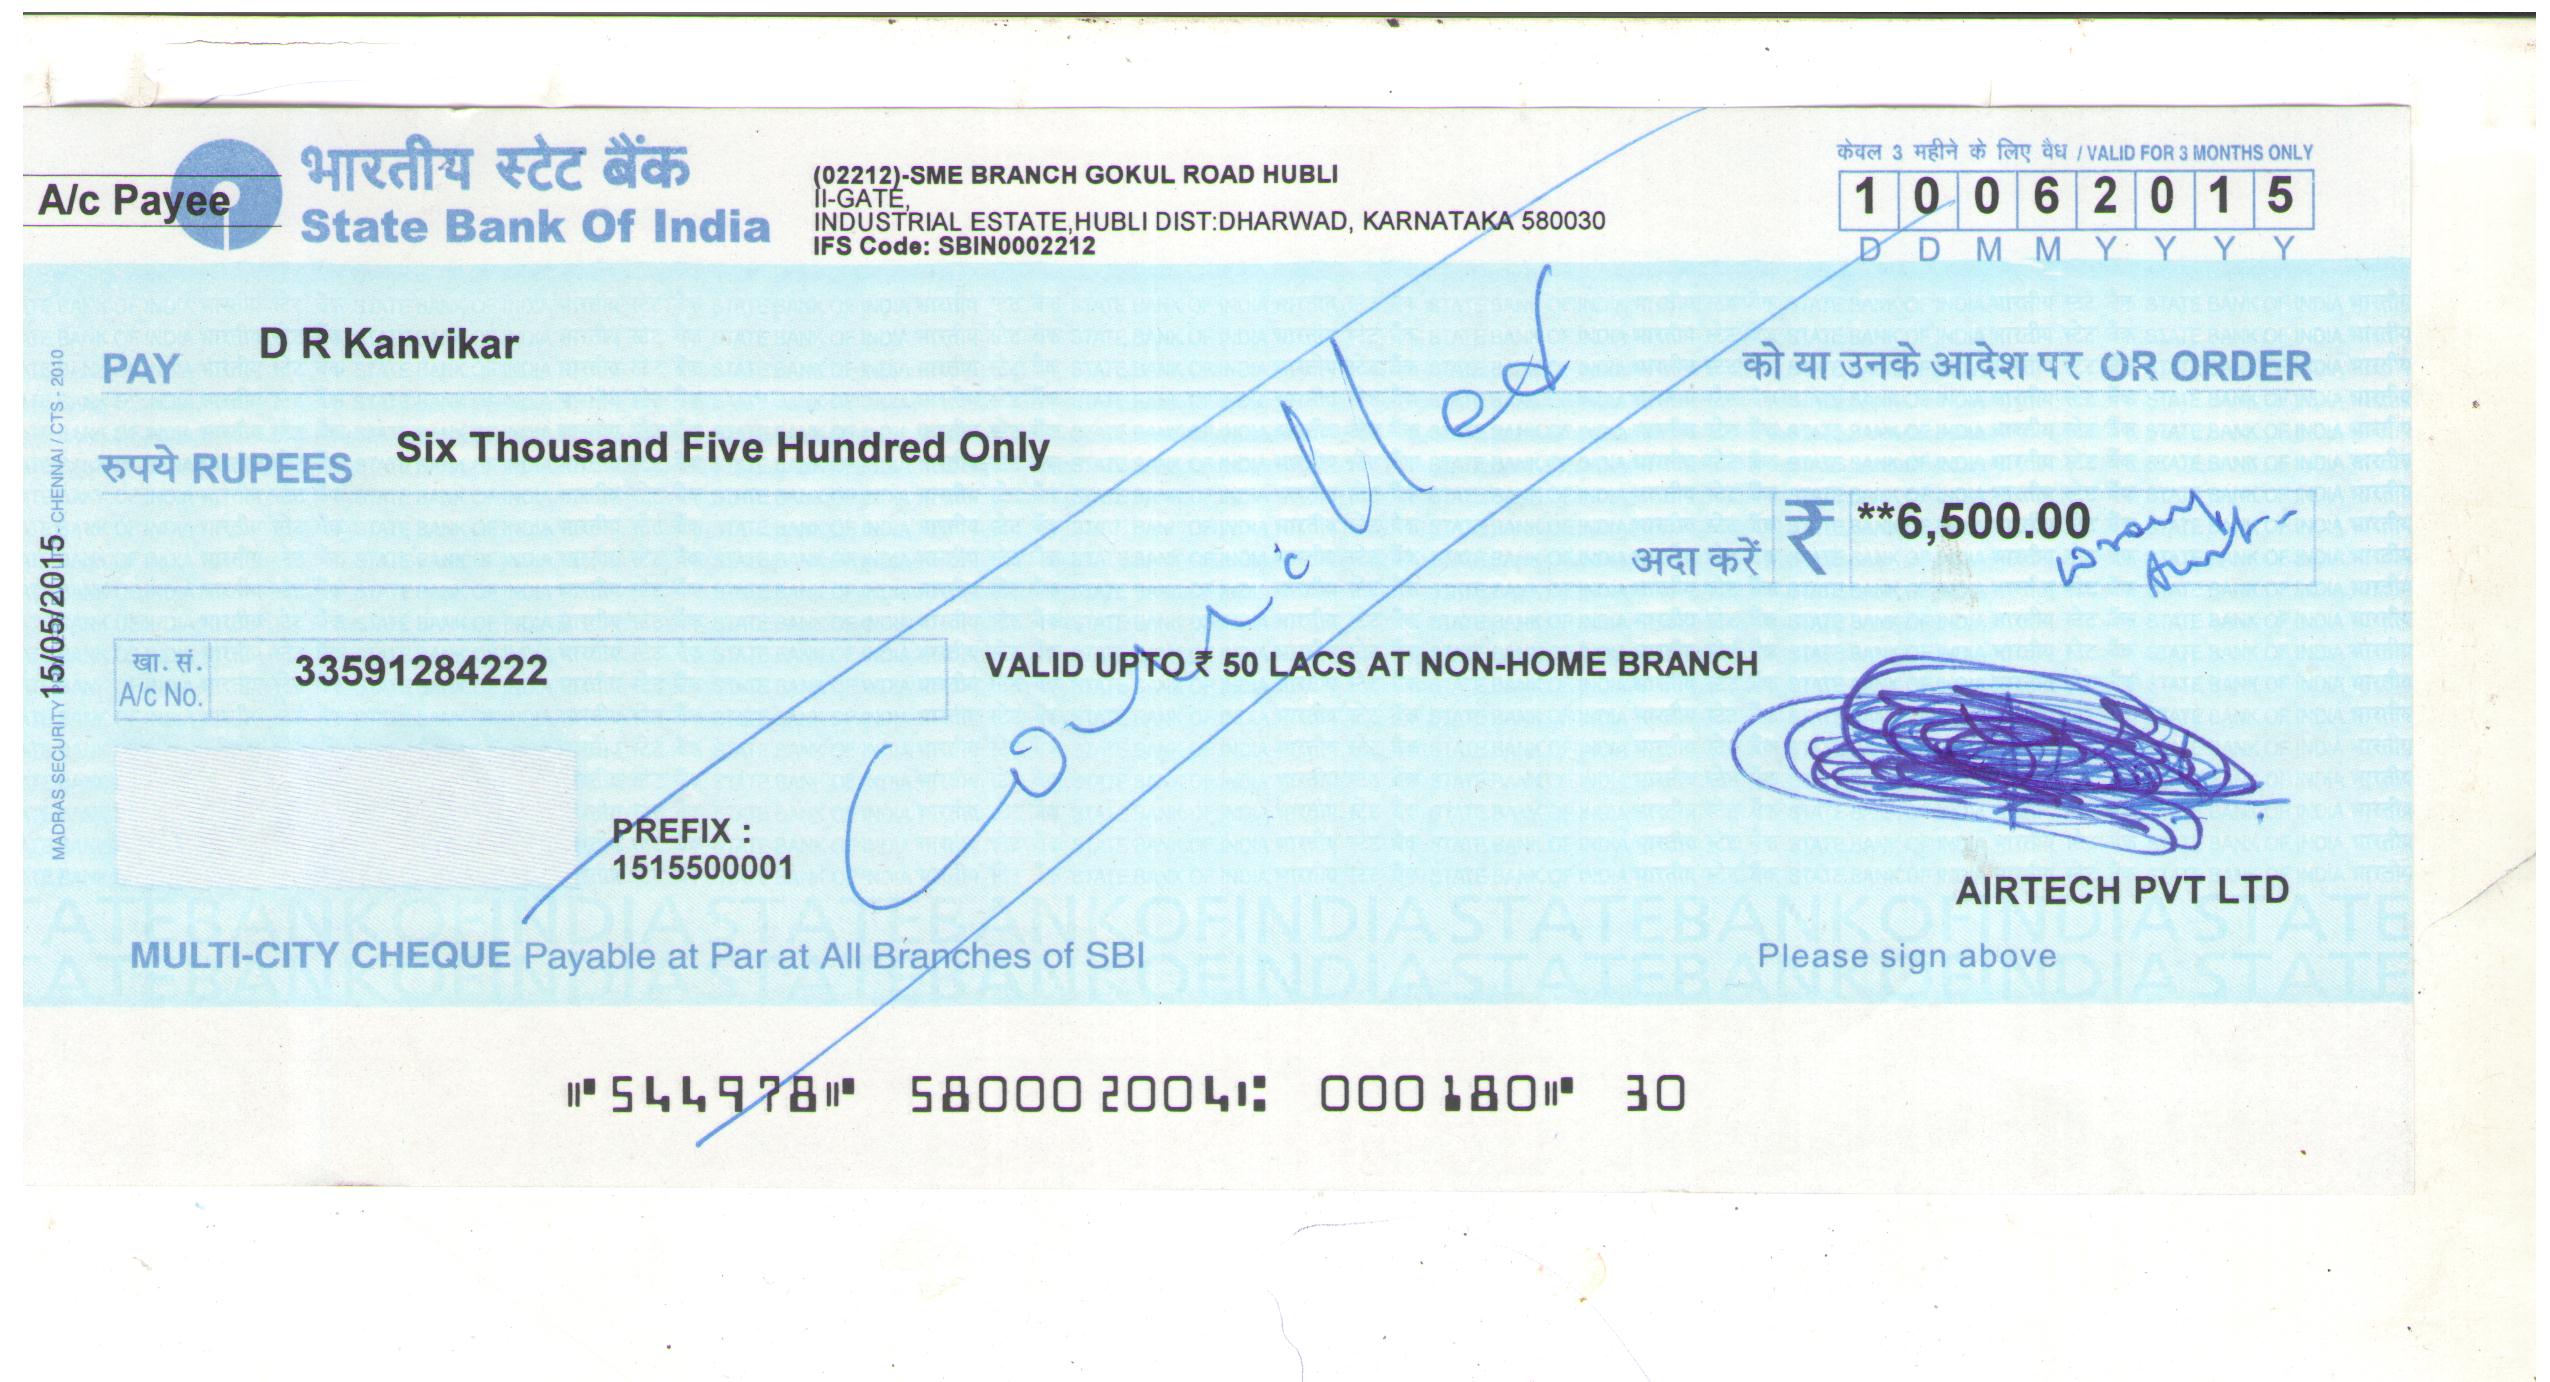 A/c Payee
भारतीय स्टेट बैंक
State Bank Of India
(02212)-SME BRANCH GOKUL ROAD HUBLI
II-GATE,
INDUSTRIAL ESTATE,HUBLI DIST:DHARWAD, KARNATAKA 580030
IFS Code: SBIN0002212
केवल 3 महीने के लिए वैध / VALID FOR 3 MONTHS ONLY
1 0 0 6 2 0 1 5
D D M M Y Y Y Y
PAY D R Kanvikar को या उनके आदेश पर OR ORDER
रुपये RUPEES Six Thousand Five Hundred Only
अदा करें ₹ **6,500.00
wrong
Cancelled
खा. सं.
A/c No.
33591284222
VALID UPTO ₹ 50 LACS AT NON-HOME BRANCH
PREFIX :
1515500001
AIRTECH PVT LTD
MULTI-CITY CHEQUE Payable at Par at All Branches of SBI
Please sign above
⑈544978⑈ 580002004⑆ 000180⑈ 30
MADRAS SECURITY
15/05/2015
CHENNAI / CTS - 2010